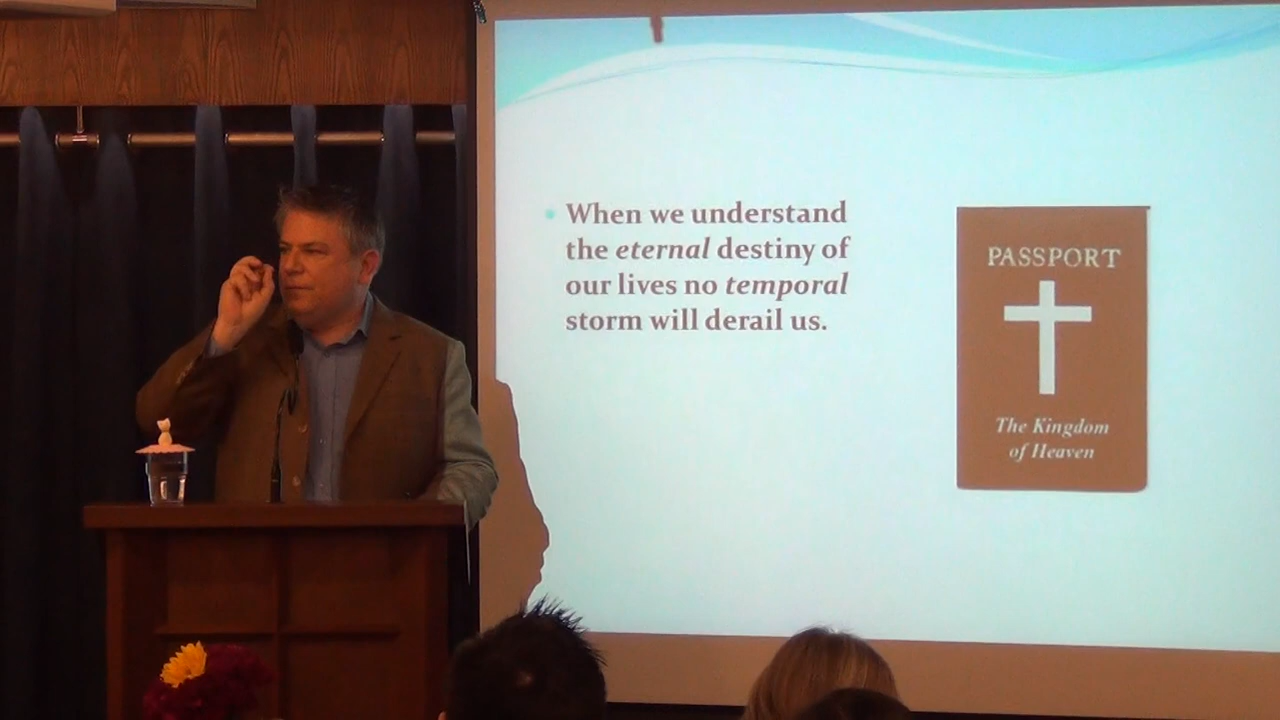 When we understand
the eternal destiny of
our lives no temporal
storm will derail us.
PASSPORT
The Kingdom
of Heaven